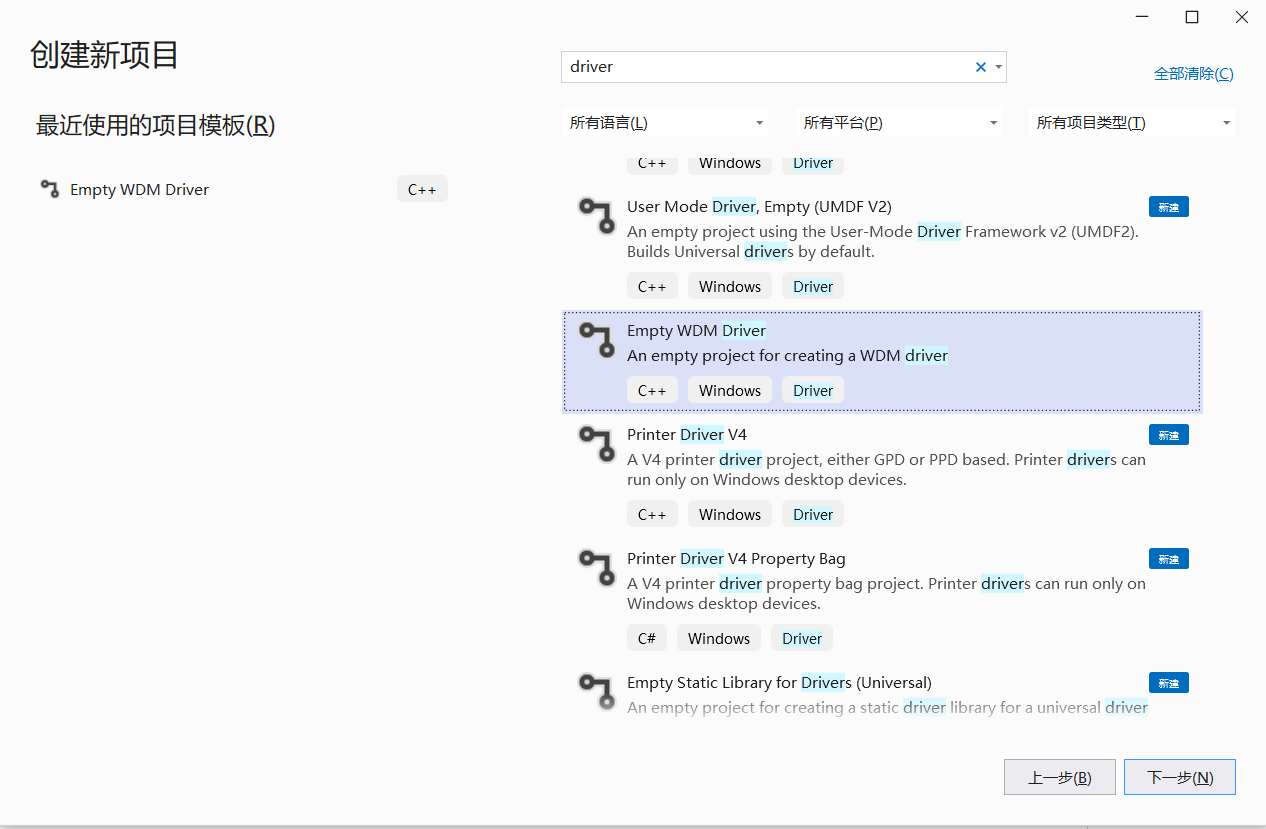 创建新项目
最近使用的项目模板(R)
Empty WDM Driver
C++
driver
全部清除(C)
所有语言(L)
所有平台(P)
所有项目类型(T)
C++ Windows Driver
User Mode Driver, Empty (UMDF V2)
新建
An empty project using the User-Mode Driver Framework v2 (UMDF2).
Builds Universal drivers by default.
C++ Windows Driver
Empty WDM Driver
An empty project for creating a WDM driver
C++ Windows Driver
Printer Driver V4
新建
A V4 printer driver project, either GPD or PPD based. Printer drivers can
run only on Windows desktop devices.
C++ Windows Driver
Printer Driver V4 Property Bag
新建
A V4 printer driver property bag project. Printer drivers can run only on
Windows desktop devices.
C# Windows Driver
Empty Static Library for Drivers (Universal)
新建
An empty project for creating a static driver library for a universal driver
上一步(B)
下一步(N)